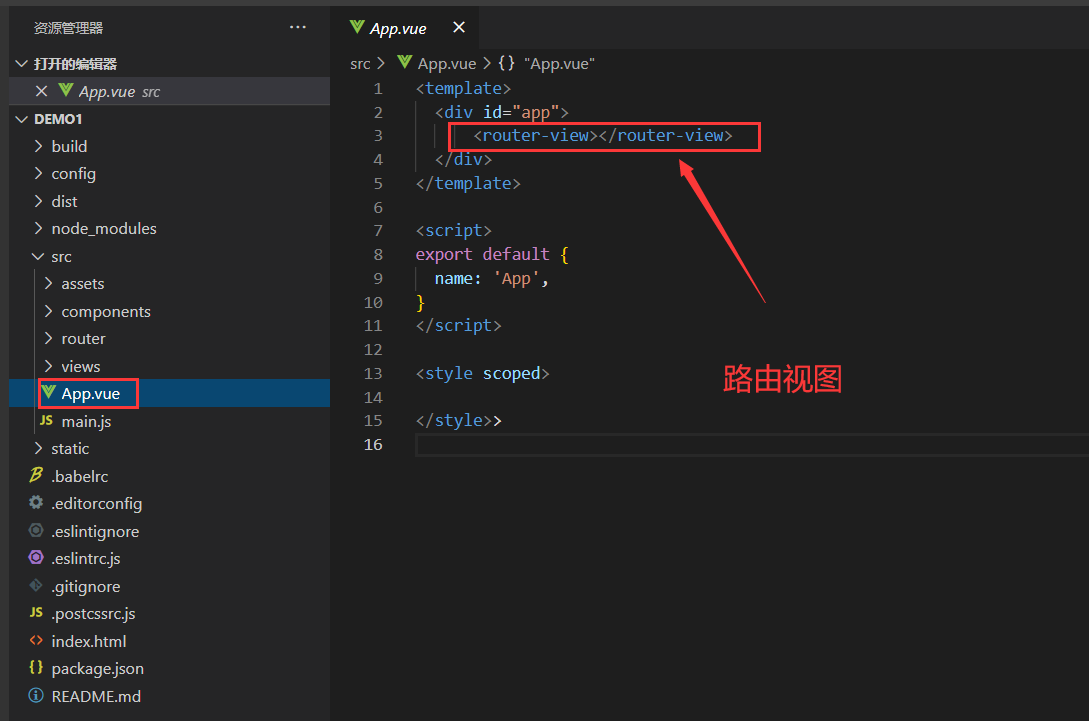 资源管理器 ···
打开的编辑器
App.vue src
DEMO1
build
config
dist
node_modules
src
assets
components
router
views
App.vue
JS main.js
static
.babelrc
.editorconfig
.eslintignore
.eslintrc.js
.gitignore
JS .postcssrc.js
<> index.html
{} package.json
README.md
App.vue
src > App.vue > {} "App.vue"
1 <template>
2 <div id="app">
3 <router-view></router-view>
4 </div>
5 </template>
6
7 <script>
8 export default {
9 name: 'App',
10 }
11 </script>
12
13 <style scoped>
14
15 </style>>
16
路由视图